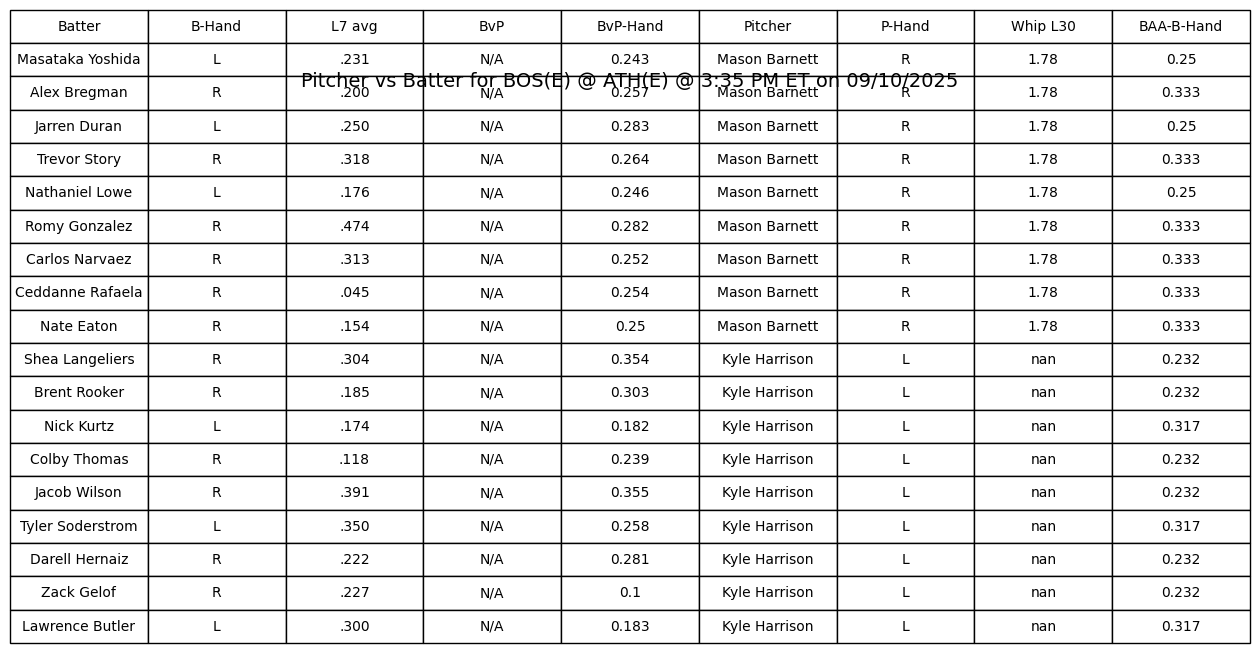 Batter B-Hand L7 avg BvP BvP-Hand Pitcher P-Hand Whip L30 BAA-B-Hand
Masataka Yoshida L .231 N/A 0.243 Mason Barnett R 1.78 0.25
Pitcher vs Batter for BOS(E) @ ATH(E) @ 3:35 PM ET on 09/10/2025
Alex Bregman R .200 N/A 0.257 Mason Barnett R 1.78 0.333
Jarren Duran L .250 N/A 0.283 Mason Barnett R 1.78 0.25
Trevor Story R .318 N/A 0.264 Mason Barnett R 1.78 0.333
Nathaniel Lowe L .176 N/A 0.246 Mason Barnett R 1.78 0.25
Romy Gonzalez R .474 N/A 0.282 Mason Barnett R 1.78 0.333
Carlos Narvaez R .313 N/A 0.252 Mason Barnett R 1.78 0.333
Ceddanne Rafaela R .045 N/A 0.254 Mason Barnett R 1.78 0.333
Nate Eaton R .154 N/A 0.25 Mason Barnett R 1.78 0.333
Shea Langeliers R .304 N/A 0.354 Kyle Harrison L nan 0.232
Brent Rooker R .185 N/A 0.303 Kyle Harrison L nan 0.232
Nick Kurtz L .174 N/A 0.182 Kyle Harrison L nan 0.317
Colby Thomas R .118 N/A 0.239 Kyle Harrison L nan 0.232
Jacob Wilson R .391 N/A 0.355 Kyle Harrison L nan 0.232
Tyler Soderstrom L .350 N/A 0.258 Kyle Harrison L nan 0.317
Darell Hernaiz R .222 N/A 0.281 Kyle Harrison L nan 0.232
Zack Gelof R .227 N/A 0.1 Kyle Harrison L nan 0.232
Lawrence Butler L .300 N/A 0.183 Kyle Harrison L nan 0.317